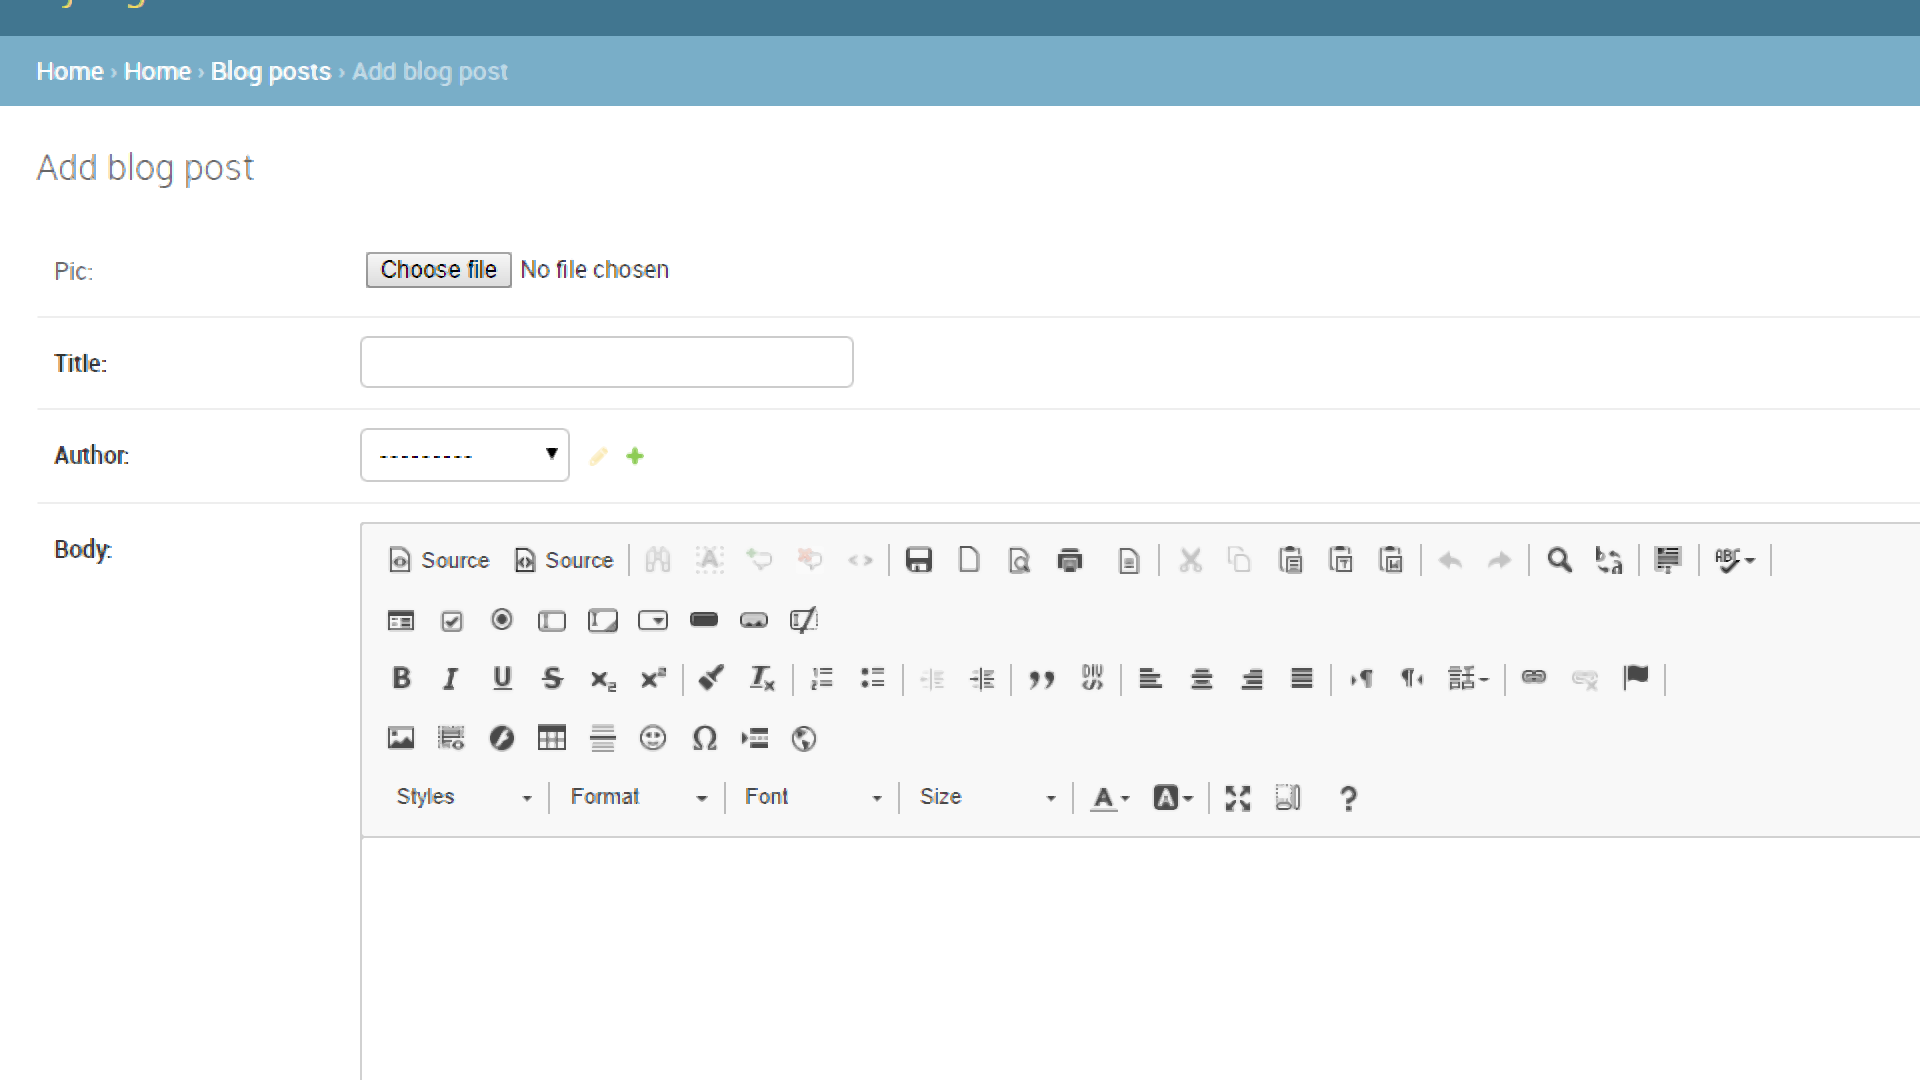 Home › Home › Blog posts › Add blog post
Add blog post
Pic: Choose file No file chosen
Title:
Author: ---------
Body: Source Source
Styles Format Font Size